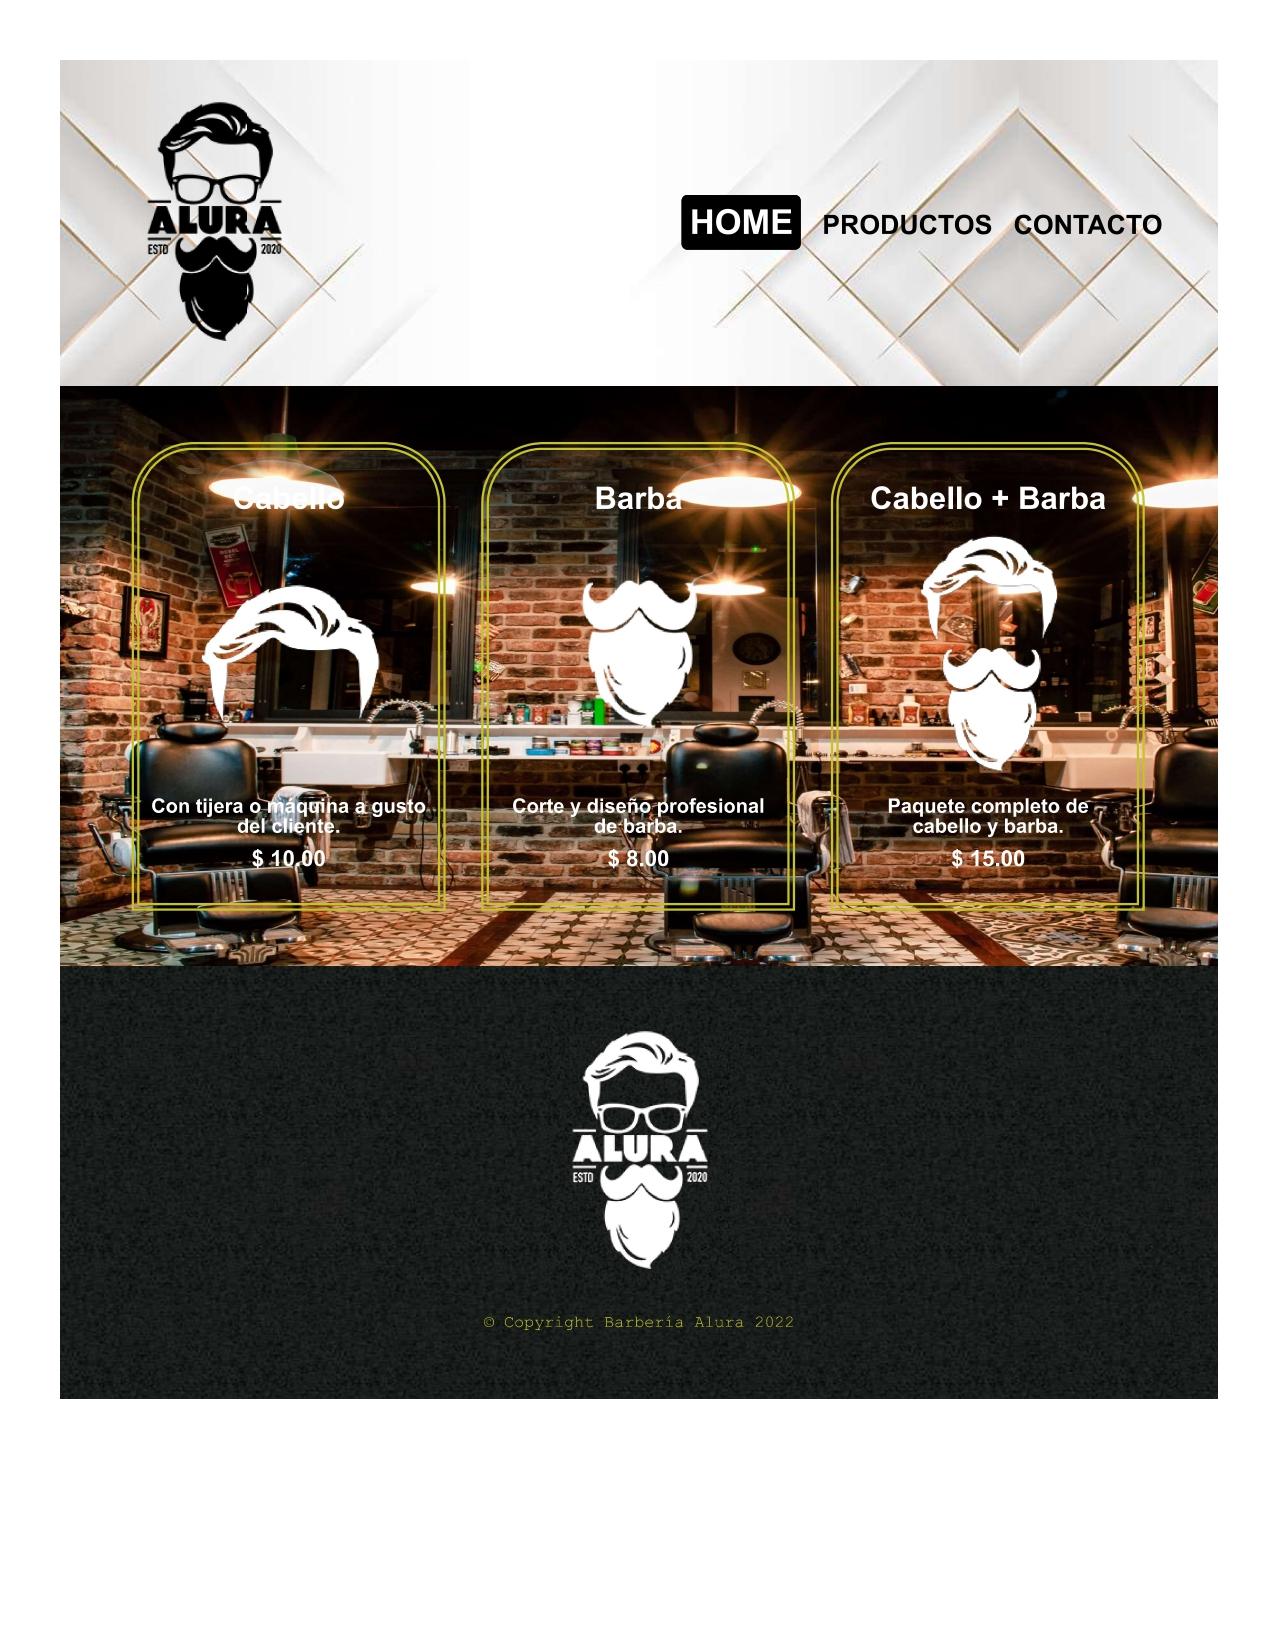 ALURA
ESTD 2020
HOME PRODUCTOS CONTACTO
Cabello
Con tijera o máquina a gusto
del cliente.
$ 10.00
Barba
Corte y diseño profesional
de barba.
$ 8.00
Cabello + Barba
Paquete completo de
cabello y barba.
$ 15.00
ALURA
ESTD 2020
© Copyright Barbería Alura 2022